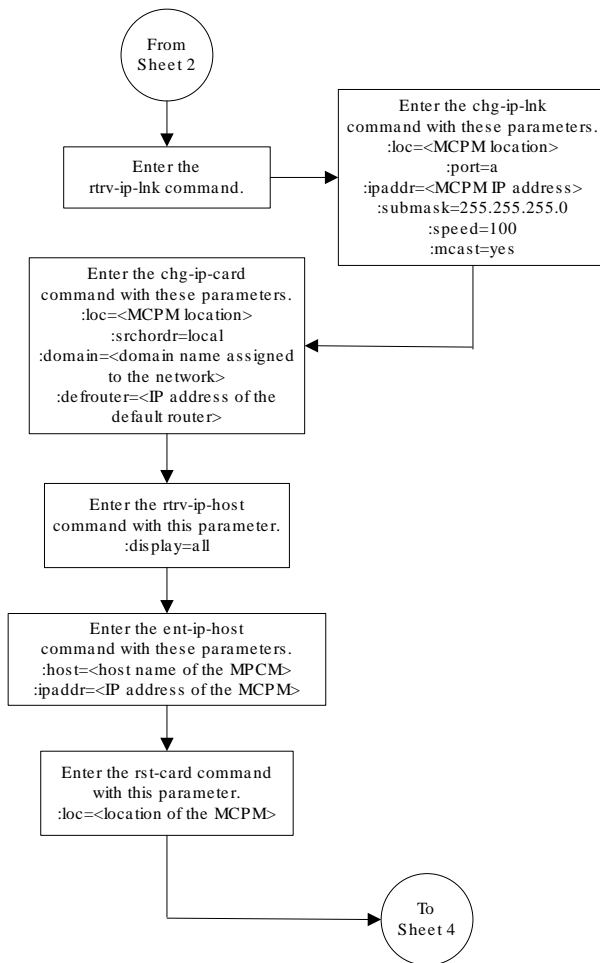 From
Sheet 2
Enter the
rtrv-ip-lnk command.
Enter the chg-ip-lnk
command with these parameters.
:loc=<MCPM location>
:port=a
:ipaddr=<MCPM IP address>
:submask=255.255.255.0
:speed=100
:mcast=yes
Enter the chg-ip-card
command with these parameters.
:loc=<MCPM location>
:srchordr=local
:domain=<domain name assigned
to the network>
:defrouter=<IP address of the
default router>
Enter the rtrv-ip-host
command with this parameter.
:display=all
Enter the ent-ip-host
command with these parameters.
:host=<host name of the MPCM>
:ipaddr=<IP address of the MCPM>
Enter the rst-card command
with this parameter.
:loc=<location of the MCPM>
To
Sheet 4